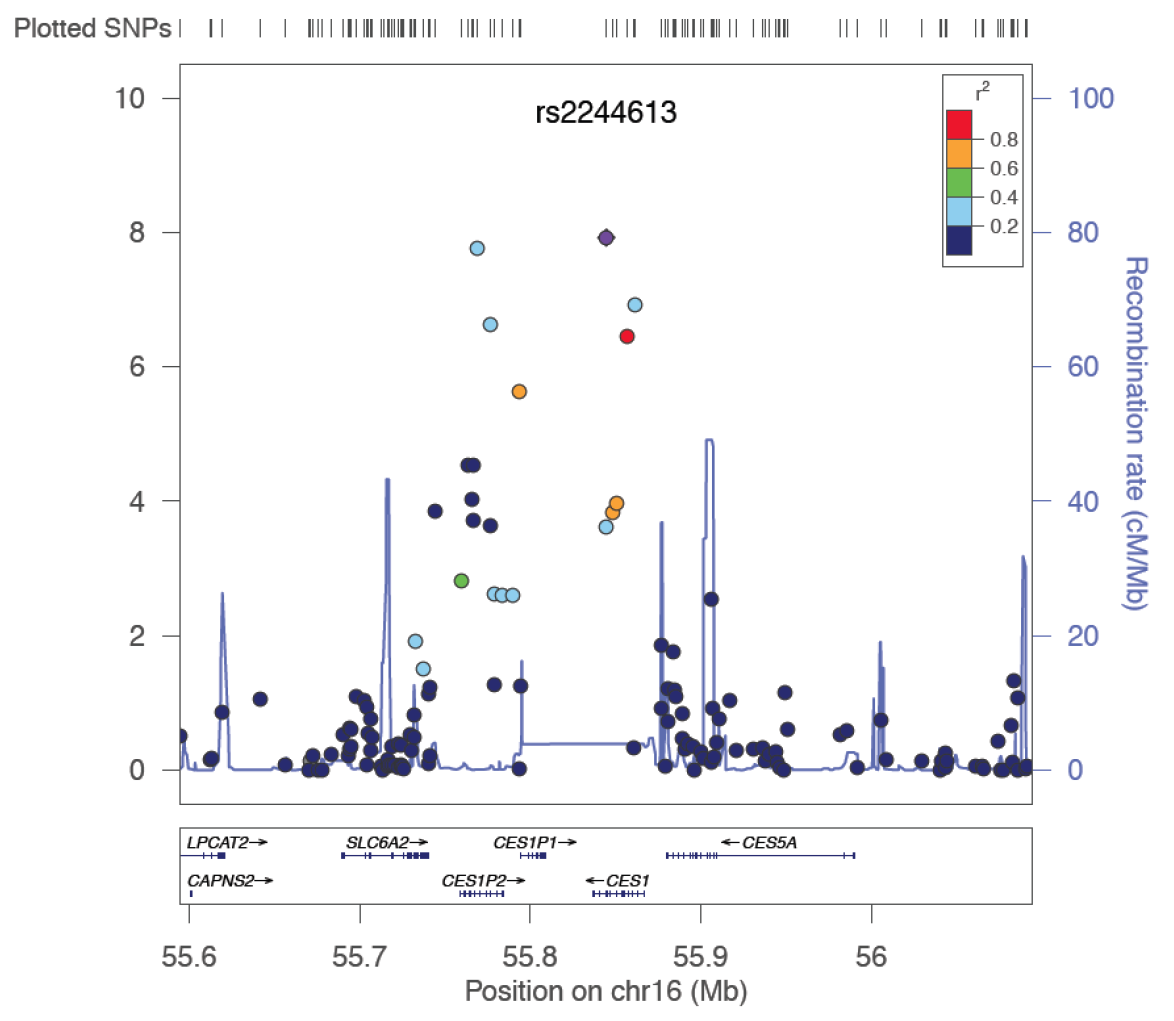 Plotted SNPs
rs2244613
r2
0.8
0.6
0.4
0.2
10
8
6
4
2
0
100
80
60
40
20
0
Recombination rate (cM/Mb)
LPCAT2→ SLC6A2→ CES1P1→ ←CES5A
CAPNS2→ CES1P2→ ←CES1
55.6 55.7 55.8 55.9 56
Position on chr16 (Mb)